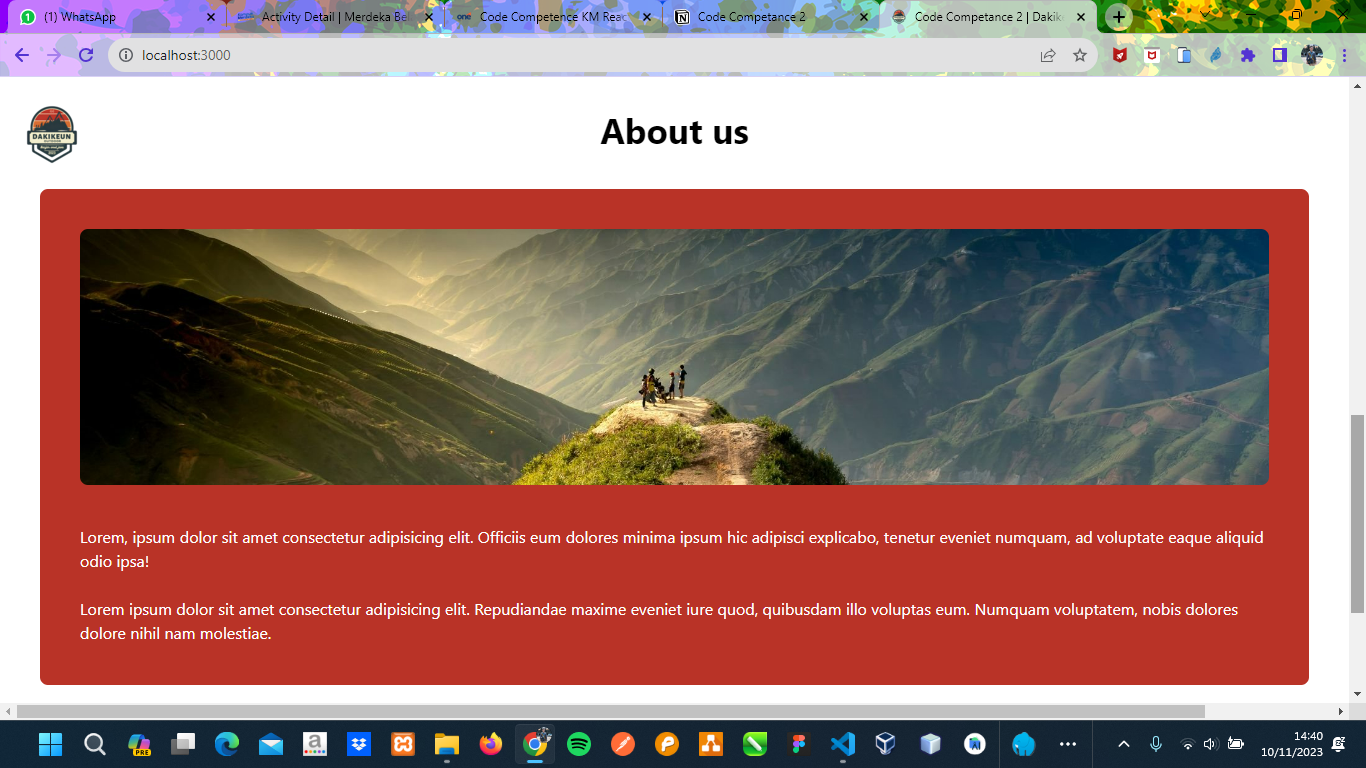 (1) WhatsApp
Activity Detail | Merdeka Bel
Code Competence KM Reac
Code Competance 2
Code Competance 2 | Dakik
localhost:3000
DAKIKEUN
About us
Lorem, ipsum dolor sit amet consectetur adipisicing elit. Officiis eum dolores minima ipsum hic adipisci explicabo, tenetur eveniet numquam, ad voluptate eaque aliquid
odio ipsa!
Lorem ipsum dolor sit amet consectetur adipisicing elit. Repudiandae maxime eveniet iure quod, quibusdam illo voluptas eum. Numquam voluptatem, nobis dolores
dolore nihil nam molestiae.
PRE
14:40
10/11/2023